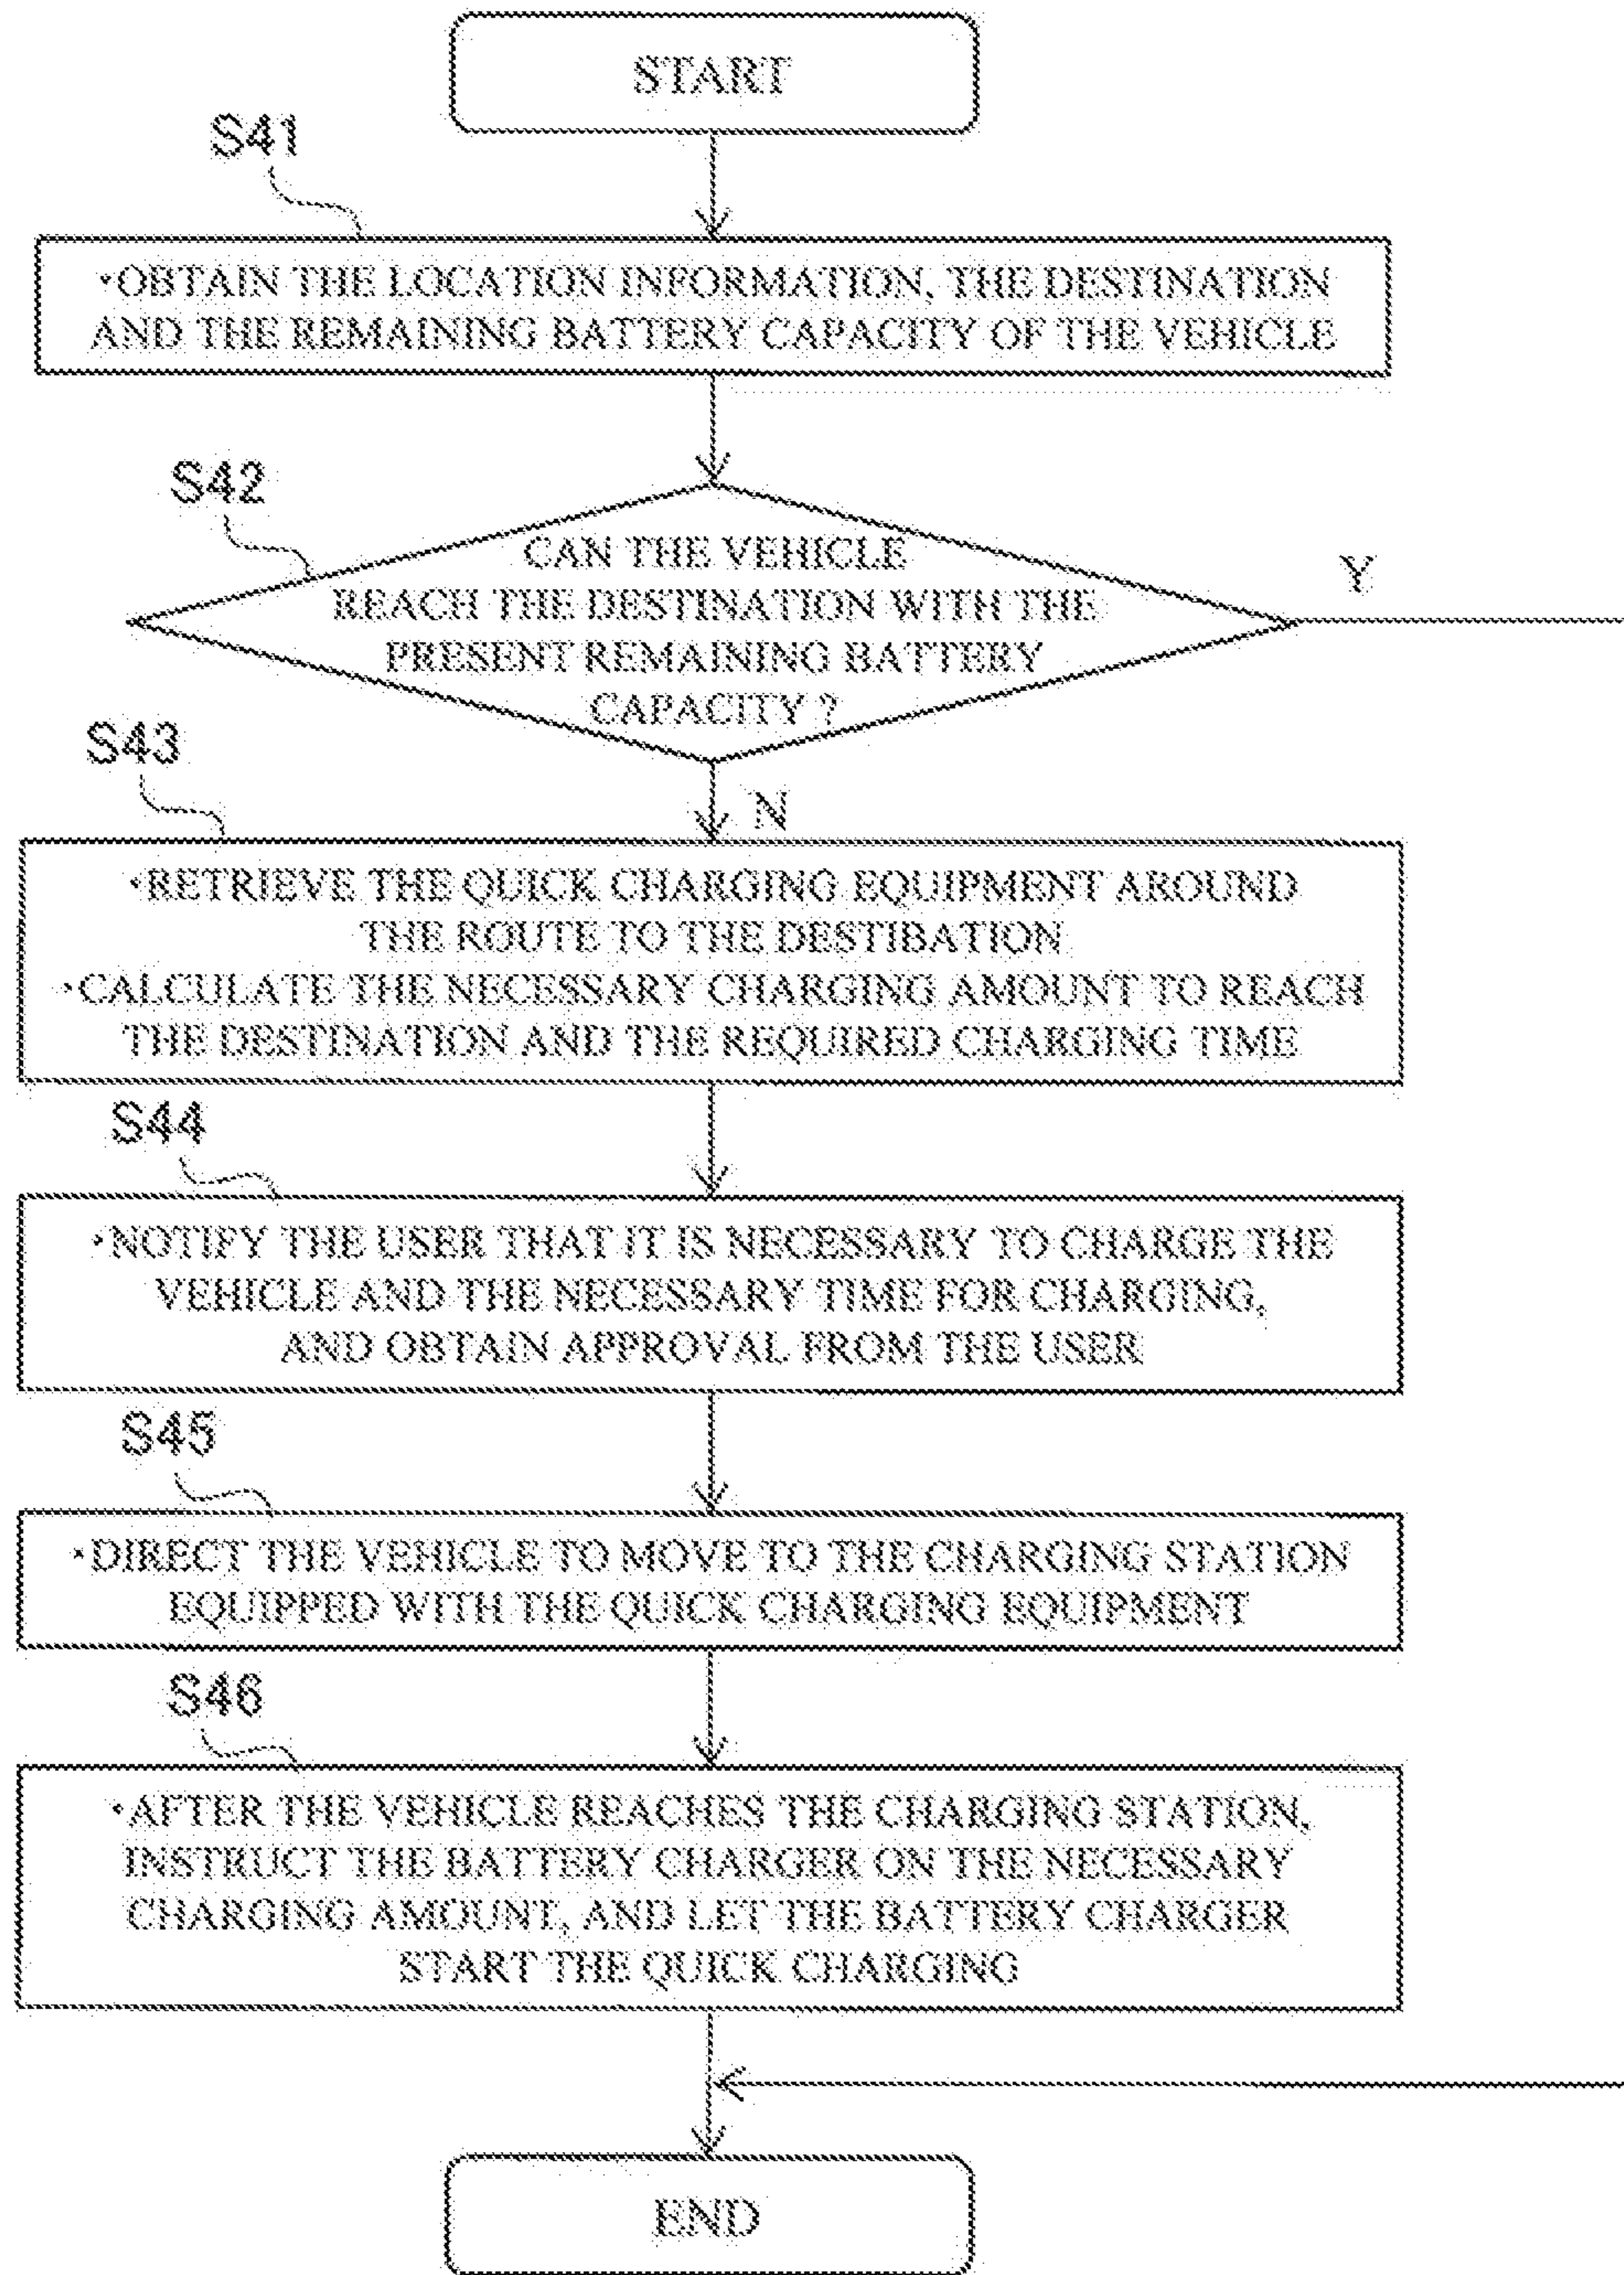 START
S41
・OBTAIN THE LOCATION INFORMATION, THE DESTINATION
AND THE REMAINING BATTERY CAPACITY OF THE VEHICLE
S42
CAN THE VEHICLE
REACH THE DESTINATION WITH THE
PRESENT REMAINING BATTERY
CAPACITY ?
Y
N
S43
・RETRIEVE THE QUICK CHARGING EQUIPMENT AROUND
THE ROUTE TO THE DESTIBATION
・CALCULATE THE NECESSARY CHARGING AMOUNT TO REACH
THE DESTINATION AND THE REQUIRED CHARGING TIME
S44
・NOTIFY THE USER THAT IT IS NECESSARY TO CHARGE THE
VEHICLE AND THE NECESSARY TIME FOR CHARGING,
AND OBTAIN APPROVAL FROM THE USER
S45
・DIRECT THE VEHICLE TO MOVE TO THE CHARGING STATION
EQUIPPED WITH THE QUICK CHARGING EQUIPMENT
S46
・AFTER THE VEHICLE REACHES THE CHARGING STATION,
INSTRUCT THE BATTERY CHARGER ON THE NECESSARY
CHARGING AMOUNT, AND LET THE BATTERY CHARGER
START THE QUICK CHARGING
END